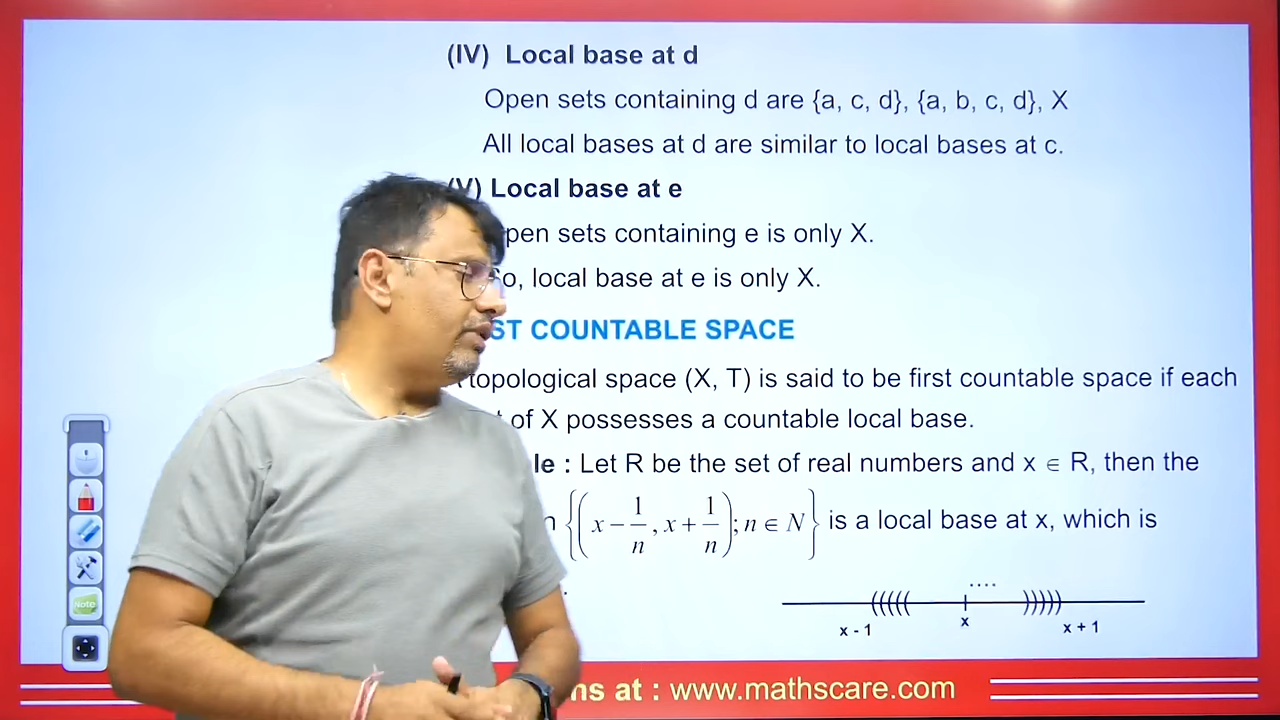 (IV) Local base at d
Open sets containing d are {a, c, d}, {a, b, c, d}, X
All local bases at d are similar to local bases at c.
(V) Local base at e
pen sets containing e is only X.
o, local base at e is only X.
ST COUNTABLE SPACE
topological space (X, T) is said to be first countable space if each
of X possesses a countable local base.
le : Let R be the set of real numbers and x ∈ R, then the
n {(x − 1/n, x + 1/n); n ∈ N} is a local base at x, which is
.
(((((  ....  )))))
x - 1 x x + 1
Note
ns at : www.mathscare.com